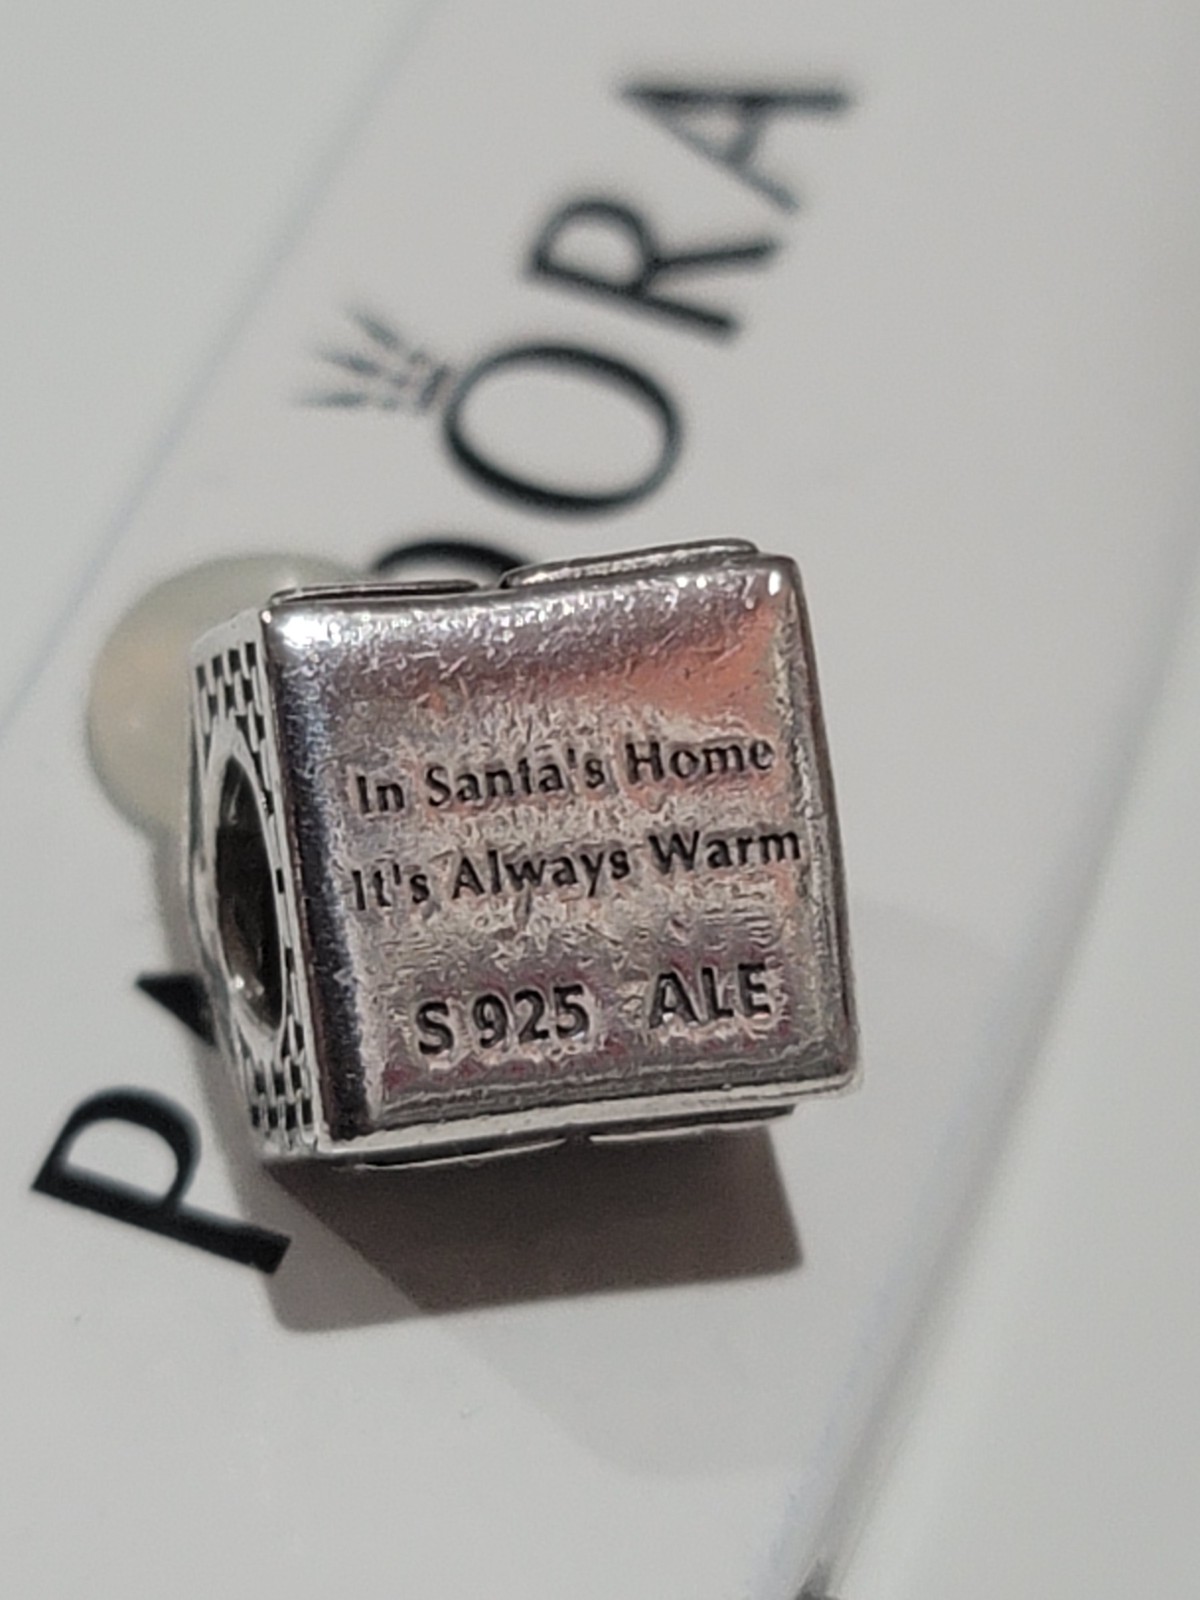 PANDORA
In Santa's Home
It's Always Warm
S 925 ALE